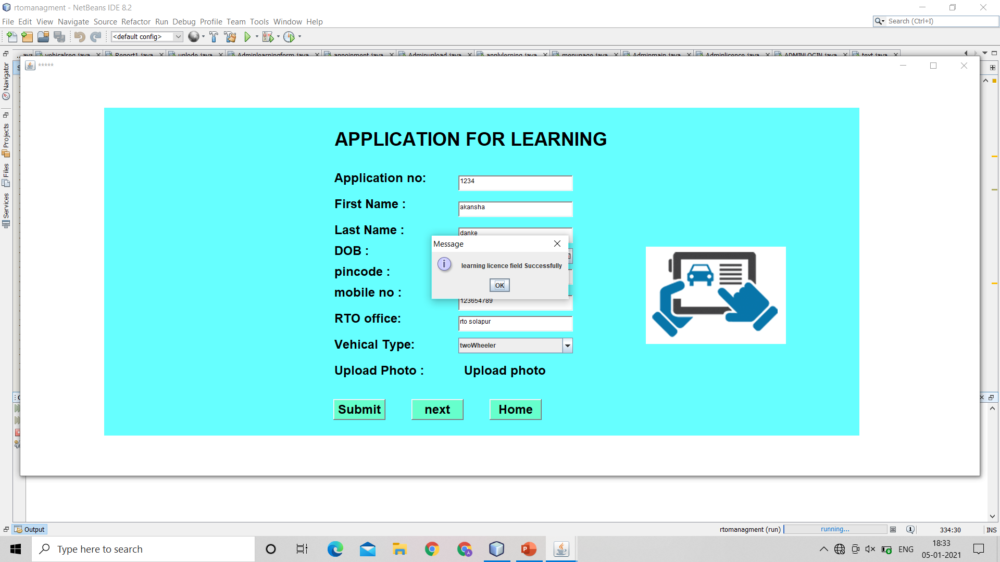 rtomanagment - NetBeans IDE 8.2
File Edit View Navigate Source Refactor Run Debug Profile Team Tools Window Help
Search (Ctrl+I)
<default config>
vehicalreg.java Report1.java uplode.java Adminlearningform.java appoinment.java Adminupload.java applylorning.java menupage.java Adminmain.java Adminlicence.java ADMINLOGIN.java text.java
*****
Navigator
Projects
Files
Services
APPLICATION FOR LEARNING
Application no: 1234
First Name : akansha
Last Name : danke
DOB :
pincode :
mobile no : 123654789
RTO office: rto solapur
Vehical Type: twoWheeler
Upload Photo : Upload photo
Submit next Home
Message
learning licence field Successfully
OK
Output
rtomanagment (run) running... 1 334:30 INS
Type here to search
ENG
18:33
05-01-2021